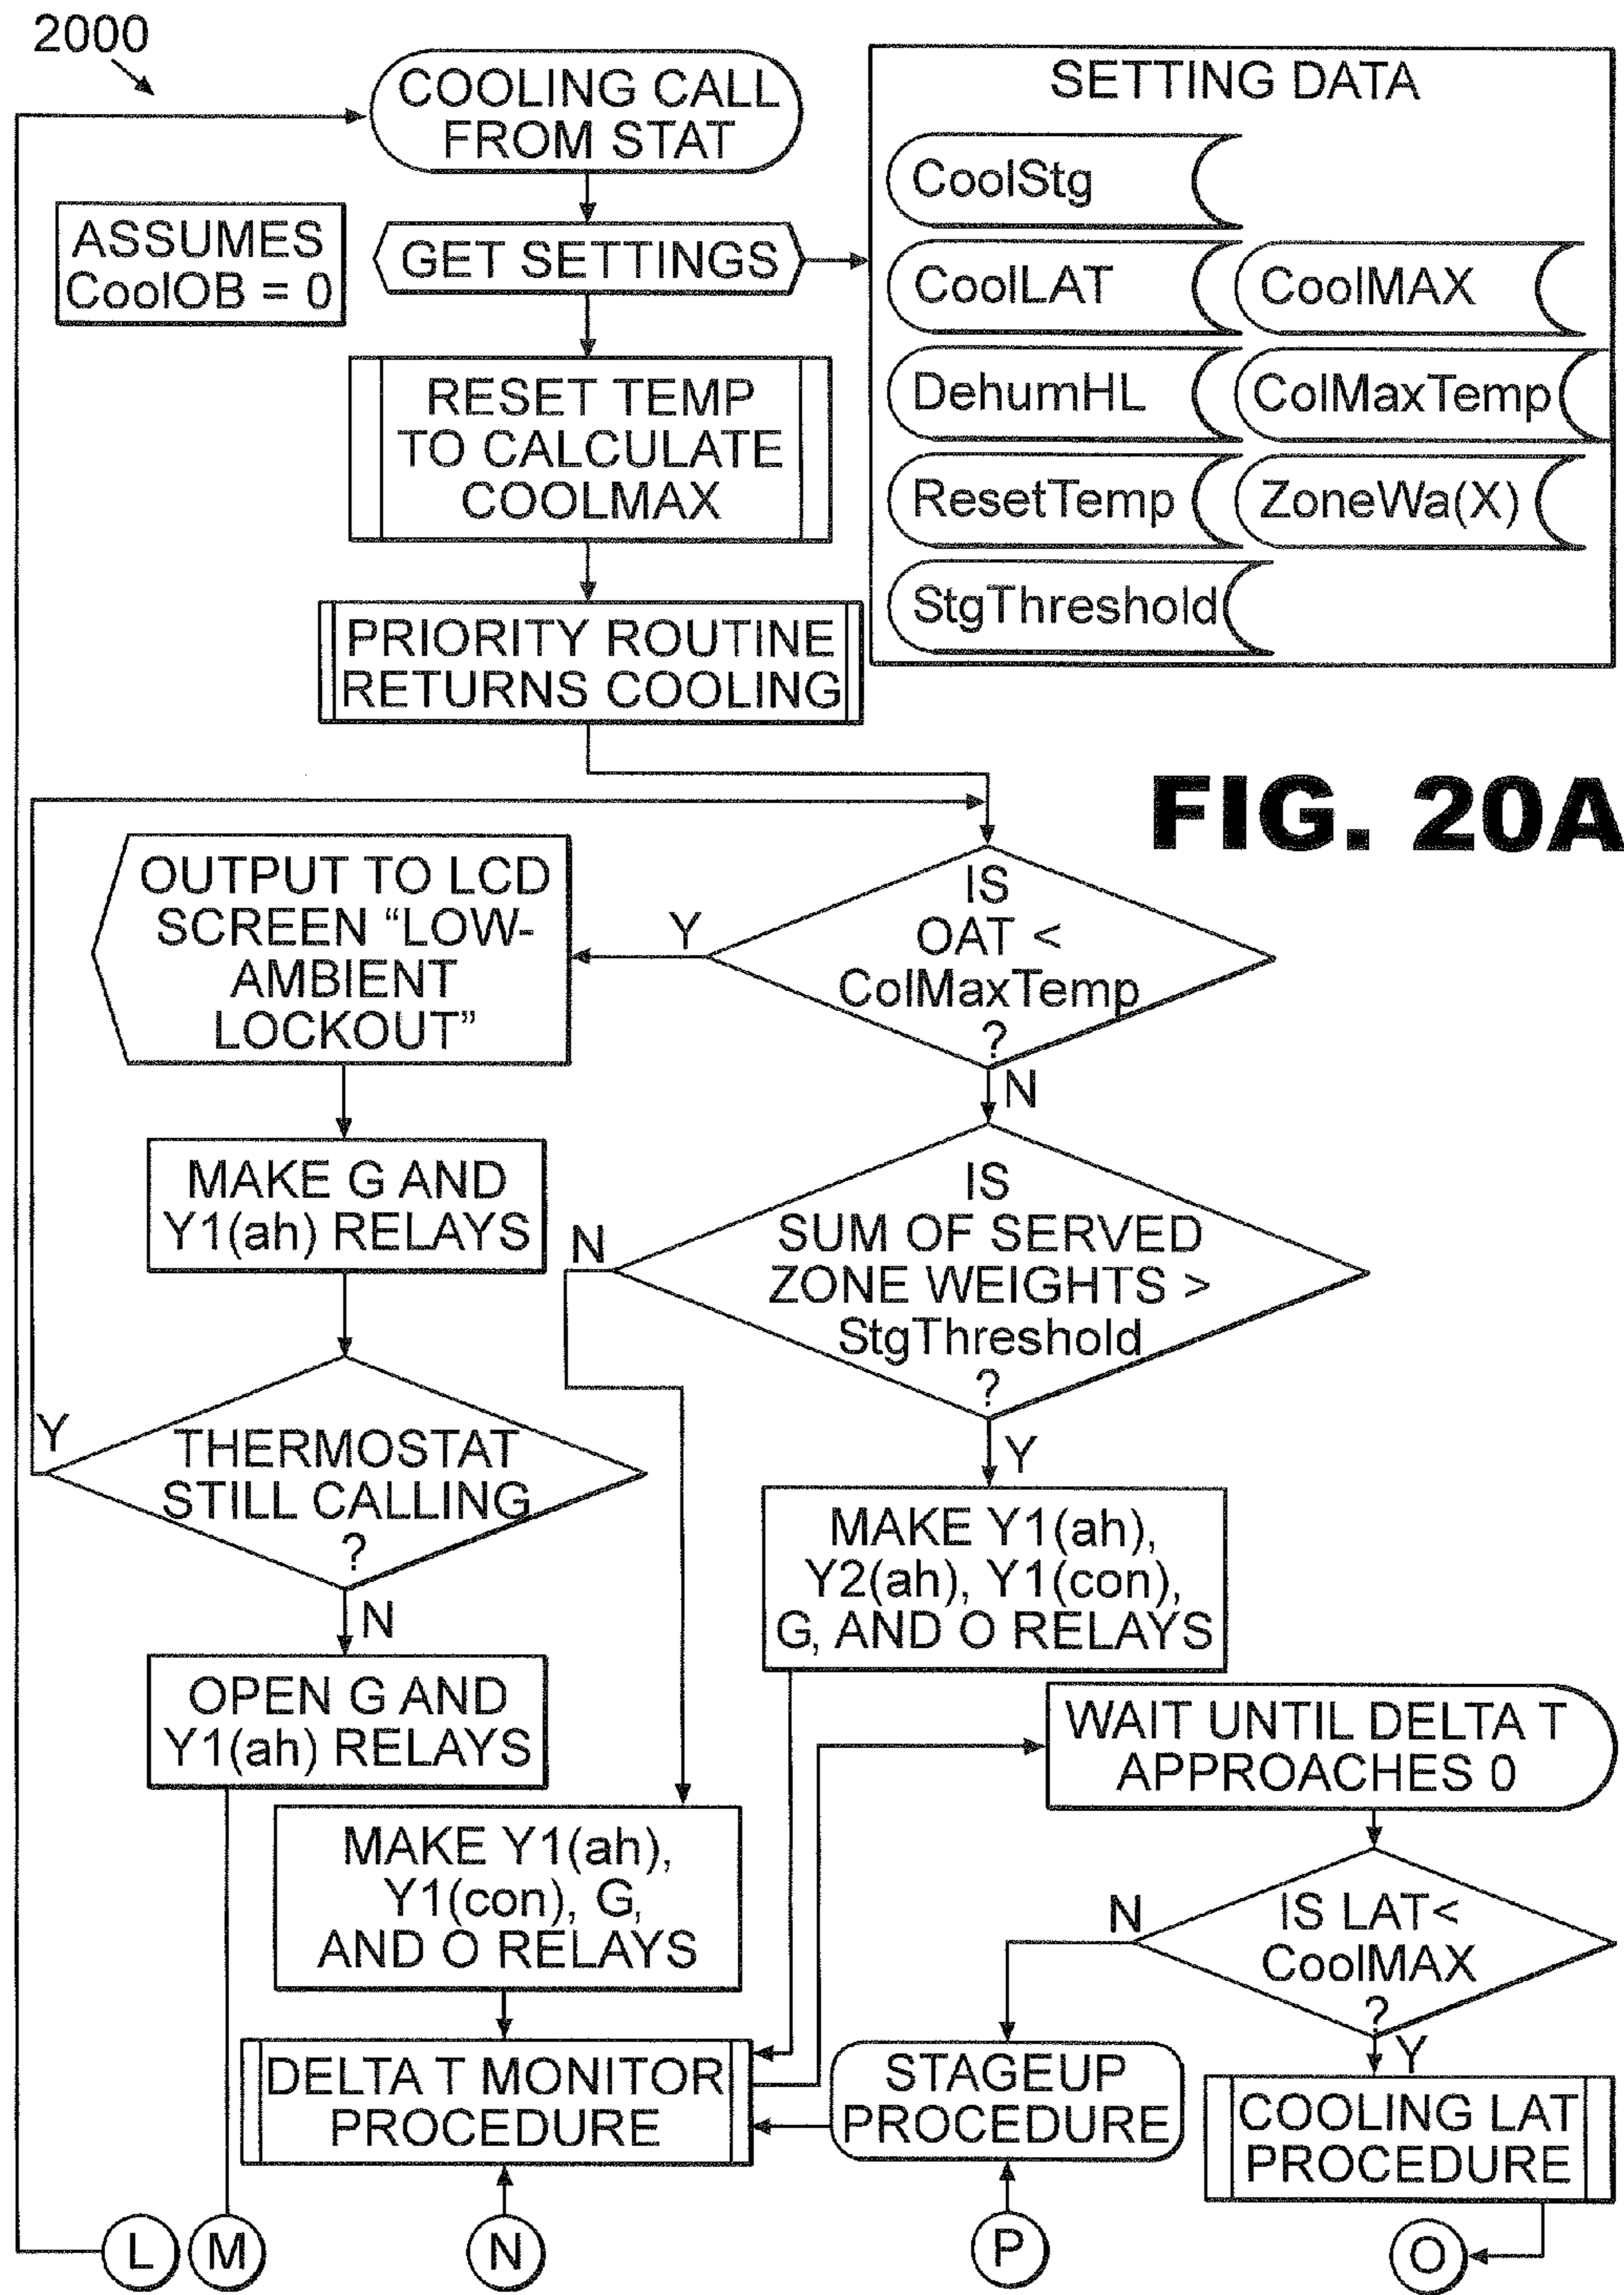 2000
COOLING CALL
FROM STAT
ASSUMES
CoolOB = 0
GET SETTINGS
SETTING DATA
CoolStg
CoolLAT
CoolMAX
DehumHL
ColMaxTemp
ResetTemp
ZoneWa(X)
StgThreshold
RESET TEMP
TO CALCULATE
COOLMAX
PRIORITY ROUTINE
RETURNS COOLING
FIG. 20A
IS
OAT <
ColMaxTemp
?
Y
N
OUTPUT TO LCD
SCREEN “LOW-
AMBIENT
LOCKOUT”
MAKE G AND
Y1(ah) RELAYS
IS
SUM OF SERVED
ZONE WEIGHTS >
StgThreshold
?
N
Y
THERMOSTAT
STILL CALLING
?
Y
N
MAKE Y1(ah),
Y2(ah), Y1(con),
G, AND O RELAYS
OPEN G AND
Y1(ah) RELAYS
WAIT UNTIL DELTA T
APPROACHES 0
MAKE Y1(ah),
Y1(con), G,
AND O RELAYS
IS LAT<
CoolMAX
?
N
Y
DELTA T MONITOR
PROCEDURE
STAGEUP
PROCEDURE
COOLING LAT
PROCEDURE
L
M
N
P
O